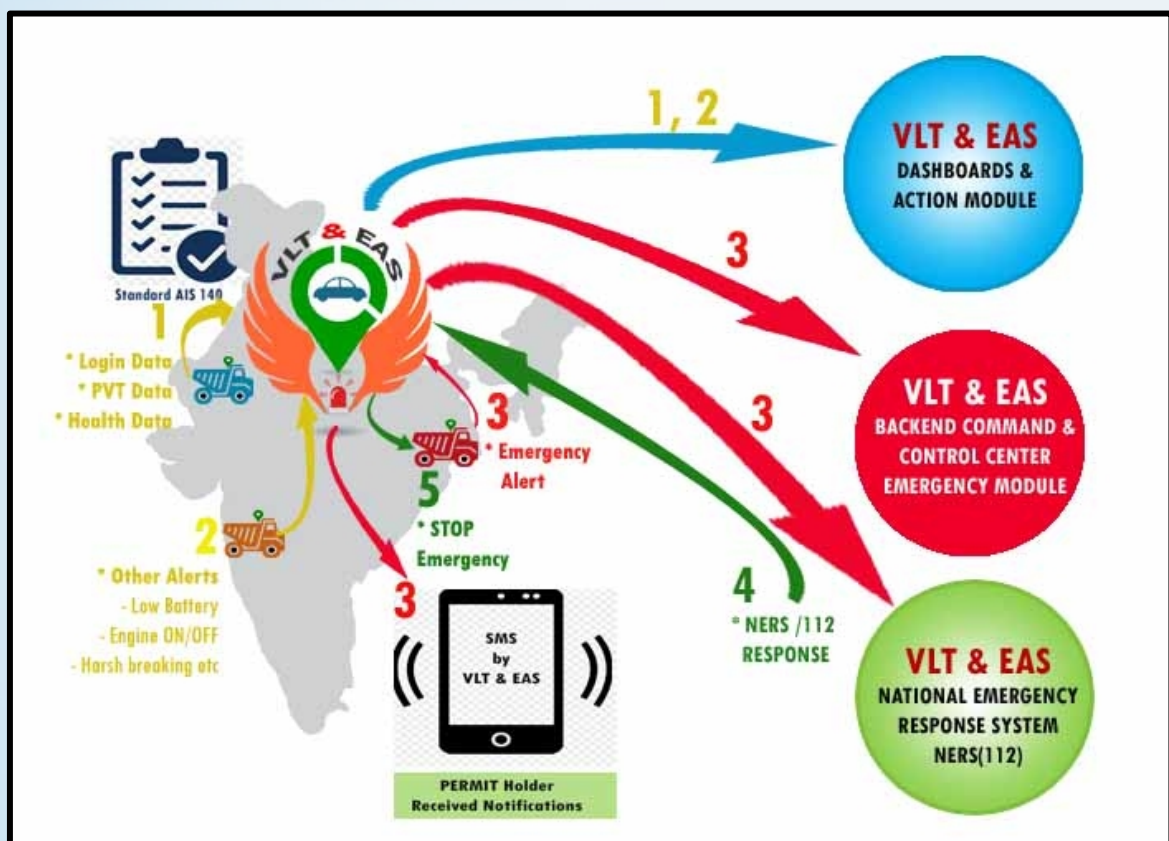 1, 2
VLT & EAS
DASHBOARDS &
ACTION MODULE
VLT & EAS
Standard AIS 140
1
* Login Data
* PVT Data
* Health Data
3
VLT & EAS
BACKEND COMMAND &
CONTROL CENTER
EMERGENCY MODULE
3
3
* Emergency
Alert
5
* STOP
Emergency
2
* Other Alerts
- Low Battery
- Engine ON/OFF
- Harsh breaking etc
3
SMS
by
VLT & EAS
PERMIT Holder
Received Notifications
4
* NERS /112
RESPONSE
VLT & EAS
NATIONAL EMERGENCY
RESPONSE SYSTEM
NERS(112)